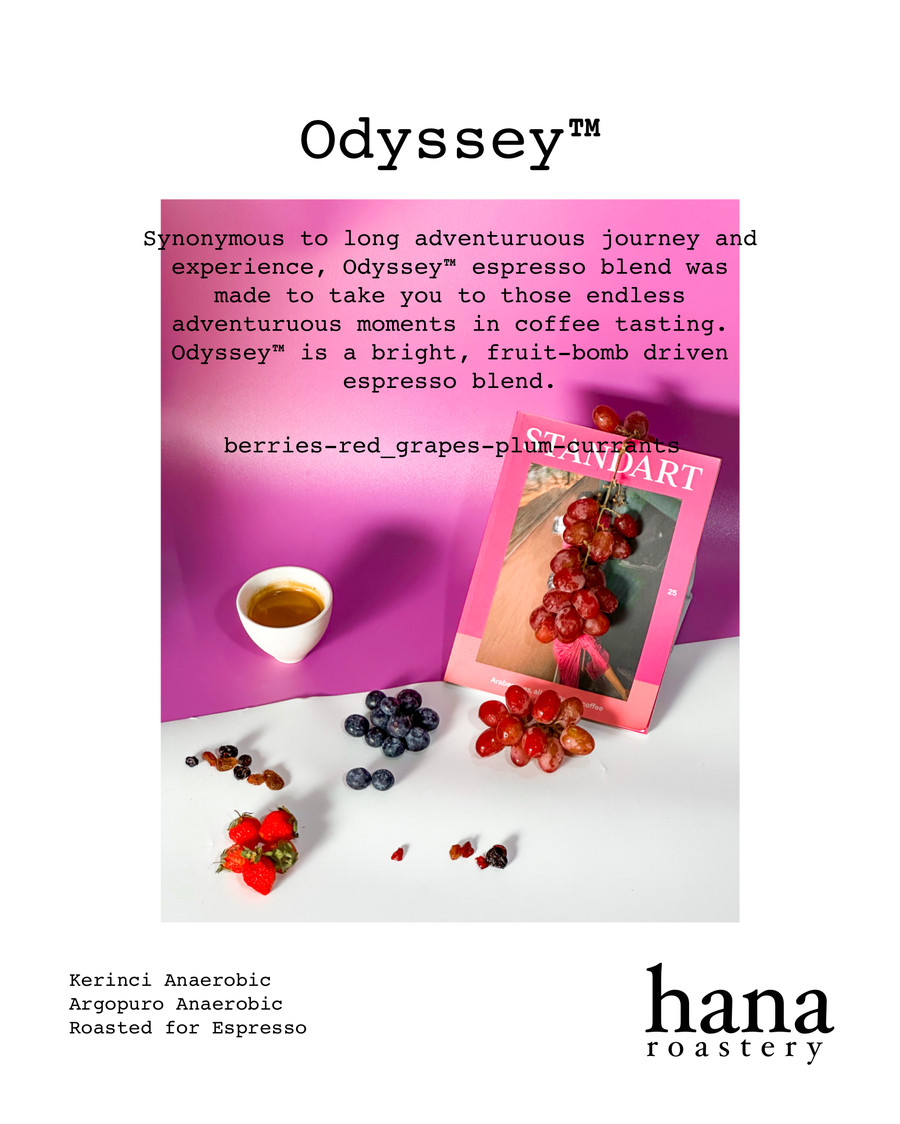 Odyssey™
Synonymous to long adventuruous journey and
experience, Odyssey™ espresso blend was
made to take you to those endless
adventuruous moments in coffee tasting.
Odyssey™ is a bright, fruit-bomb driven
espresso blend.
berries-red_grapes-plum-currants
STANDART
25
Kerinci Anaerobic
Argopuro Anaerobic
Roasted for Espresso
hana
roastery